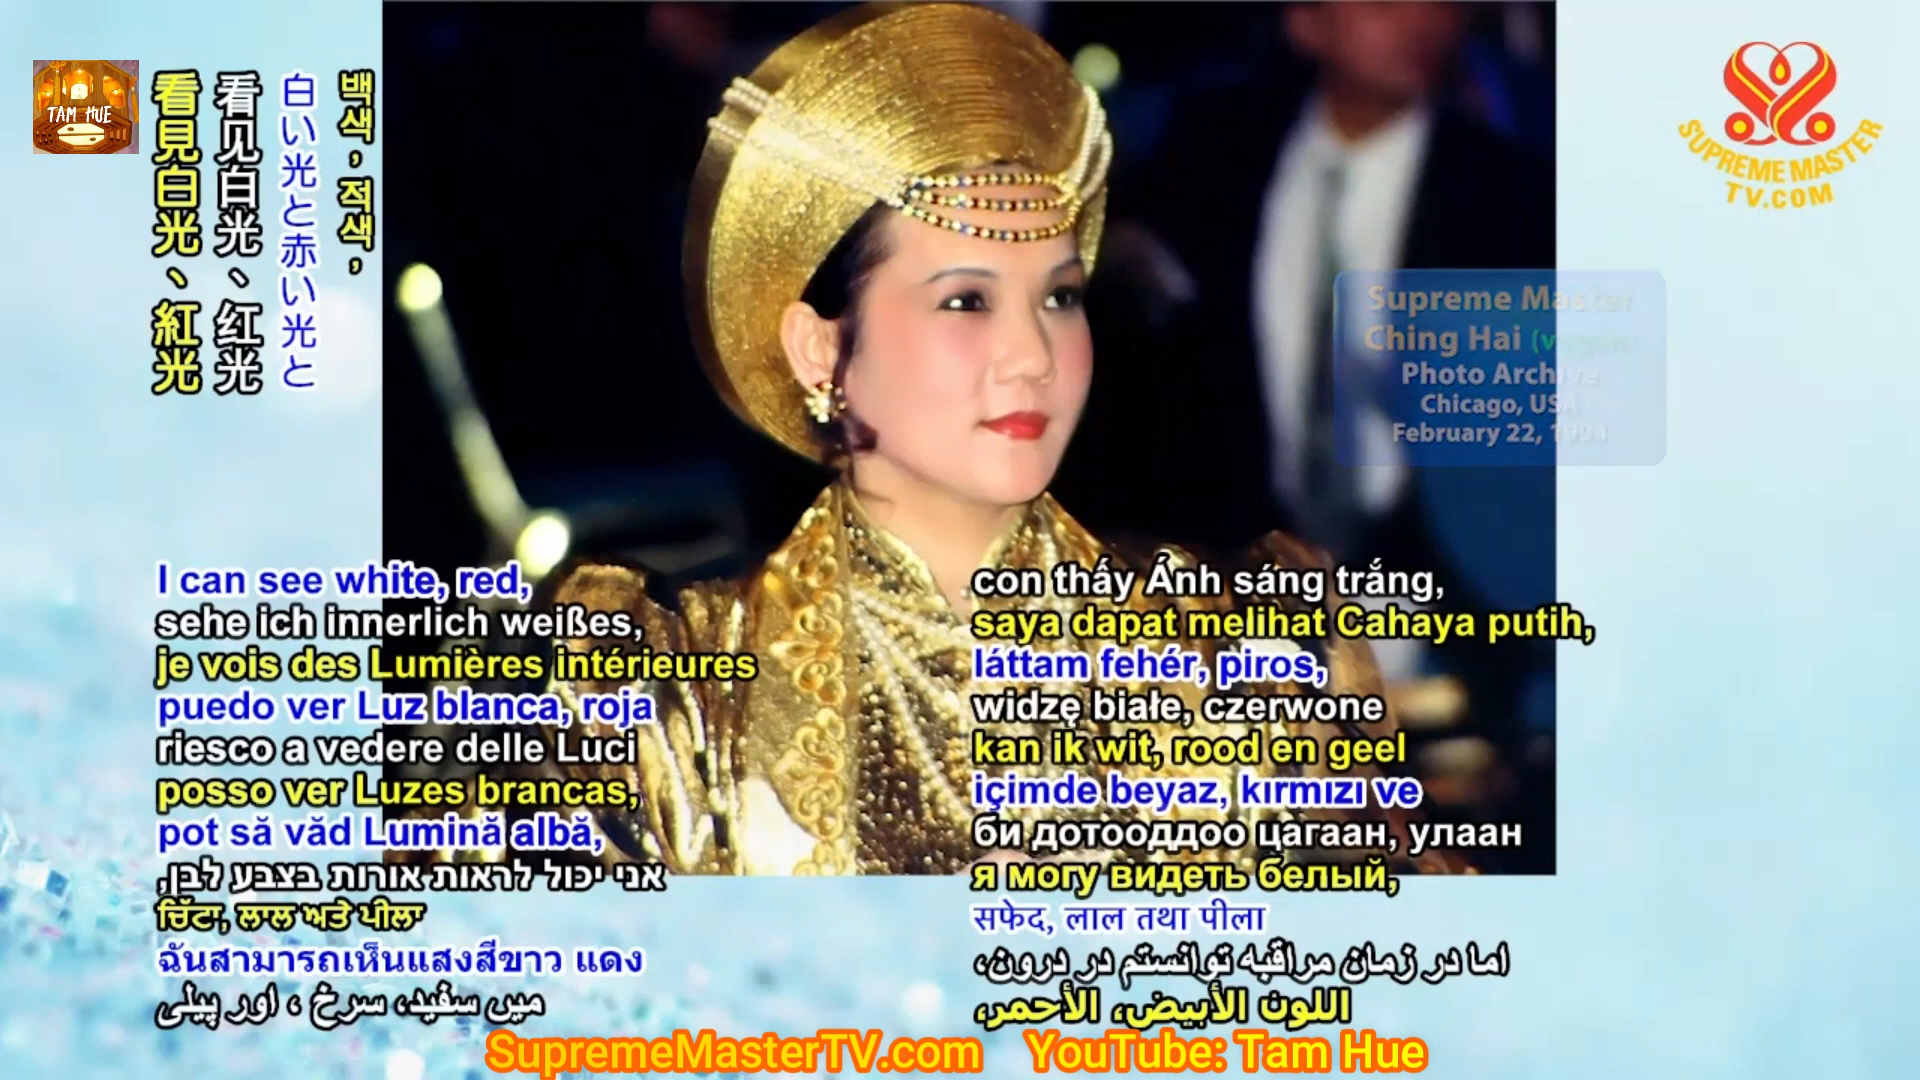 TAM HUE
看見白光、紅光
看见白光、红光
白い光と赤い光と
백색, 적색,
SUPREME MASTER
TV.COM
Supreme Master
Ching Hai (vegan)
Photo Archive
Chicago, USA
February 22, 1994
I can see white, red,
sehe ich innerlich weißes,
je vois des Lumières intérieures
puedo ver Luz blanca, roja
riesco a vedere delle Luci
posso ver Luzes brancas,
pot să văd Lumină albă,
אני יכול לראות אורות בצבע לבן,
ਚਿੱਟਾ, ਲਾਲ ਅਤੇ ਪੀਲਾ
ฉันสามารถเห็นแสงสีขาว แดง
میں سفید، سرخ ، اور پیلی
con thấy Ánh sáng trắng,
saya dapat melihat Cahaya putih,
láttam fehér, piros,
widzę białe, czerwone
kan ik wit, rood en geel
içimde beyaz, kırmızı ve
би дотооддоо цагаан, улаан
я могу видеть белый,
सफेद, लाल तथा पीला
اما در زمان مراقبه توانستم در درون،
اللون الأبيض، الأحمر،
SupremeMasterTV.com YouTube: Tam Hue